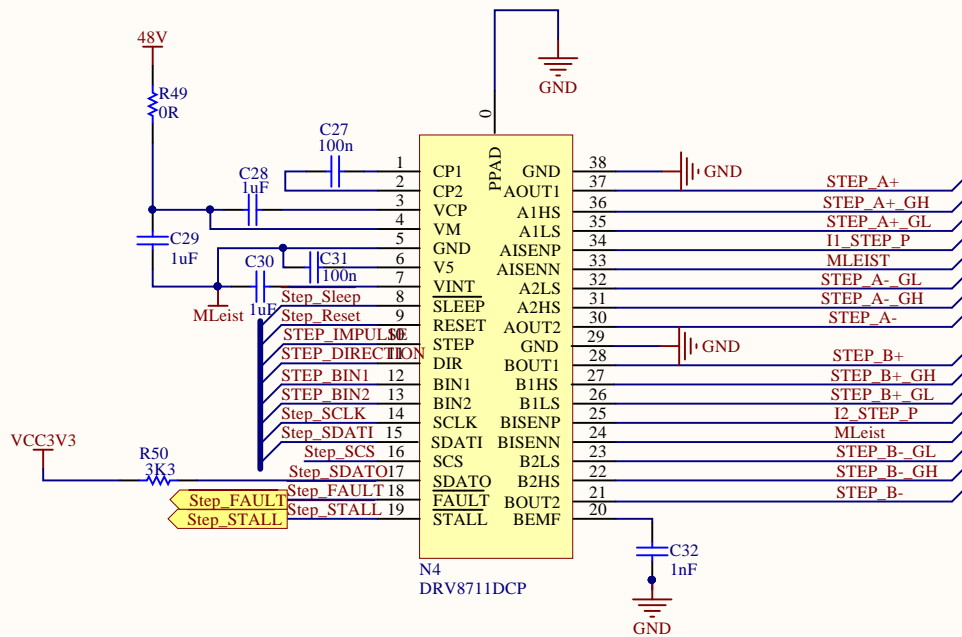 48V
R49
0R
GND
0
PPAD
C27
100n
C28
1uF
C29
1uF
C30
1uF
C31
100n
MLeist
1 CP1
2 CP2
3 VCP
4 VM
5 GND
6 V5
7 VINT
Step_Sleep 8 SLEEP
Step_Reset 9 RESET
STEP_IMPULSE 10 STEP
STEP_DIRECTION 11 DIR
STEP_BIN1 12 BIN1
STEP_BIN2 13 BIN2
Step_SCLK 14 SCLK
Step_SDATI 15 SDATI
Step_SCS 16 SCS
Step_SDATO 17 SDATO
Step_FAULT Step_FAULT 18 FAULT
Step_STALL Step_STALL 19 STALL
VCC3V3
R50
3K3
GND 38 GND
AOUT1 37 STEP_A+
A1HS 36 STEP_A+_GH
A1LS 35 STEP_A+_GL
AISENP 34 I1_STEP_P
AISENN 33 MLEIST
A2LS 32 STEP_A-_GL
A2HS 31 STEP_A-_GH
AOUT2 30 STEP_A-
GND 29 GND
BOUT1 28 STEP_B+
B1HS 27 STEP_B+_GH
B1LS 26 STEP_B+_GL
BISENP 25 I2_STEP_P
BISENN 24 MLeist
B2LS 23 STEP_B-_GL
B2HS 22 STEP_B-_GH
BOUT2 21 STEP_B-
BEMF 20
C32
1nF
GND
N4
DRV8711DCP